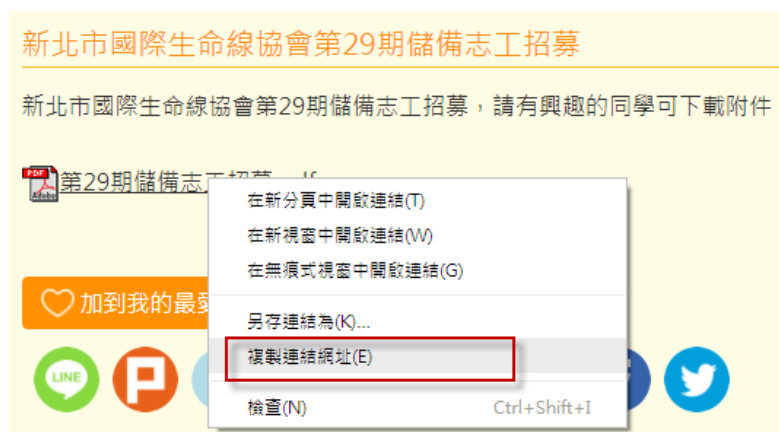 新北市國際生命線協會第29期儲備志工招募
新北市國際生命線協會第29期儲備志工招募，請有興趣的同學可下載附件
PDF
Adobe
第29期儲備志工招募.pdf
在新分頁中開啟連結(T)
在新視窗中開啟連結(W)
在無痕式視窗中開啟連結(G)
加到我的最愛
另存連結為(K)...
複製連結網址(E)
LINE
檢查(N) Ctrl+Shift+I